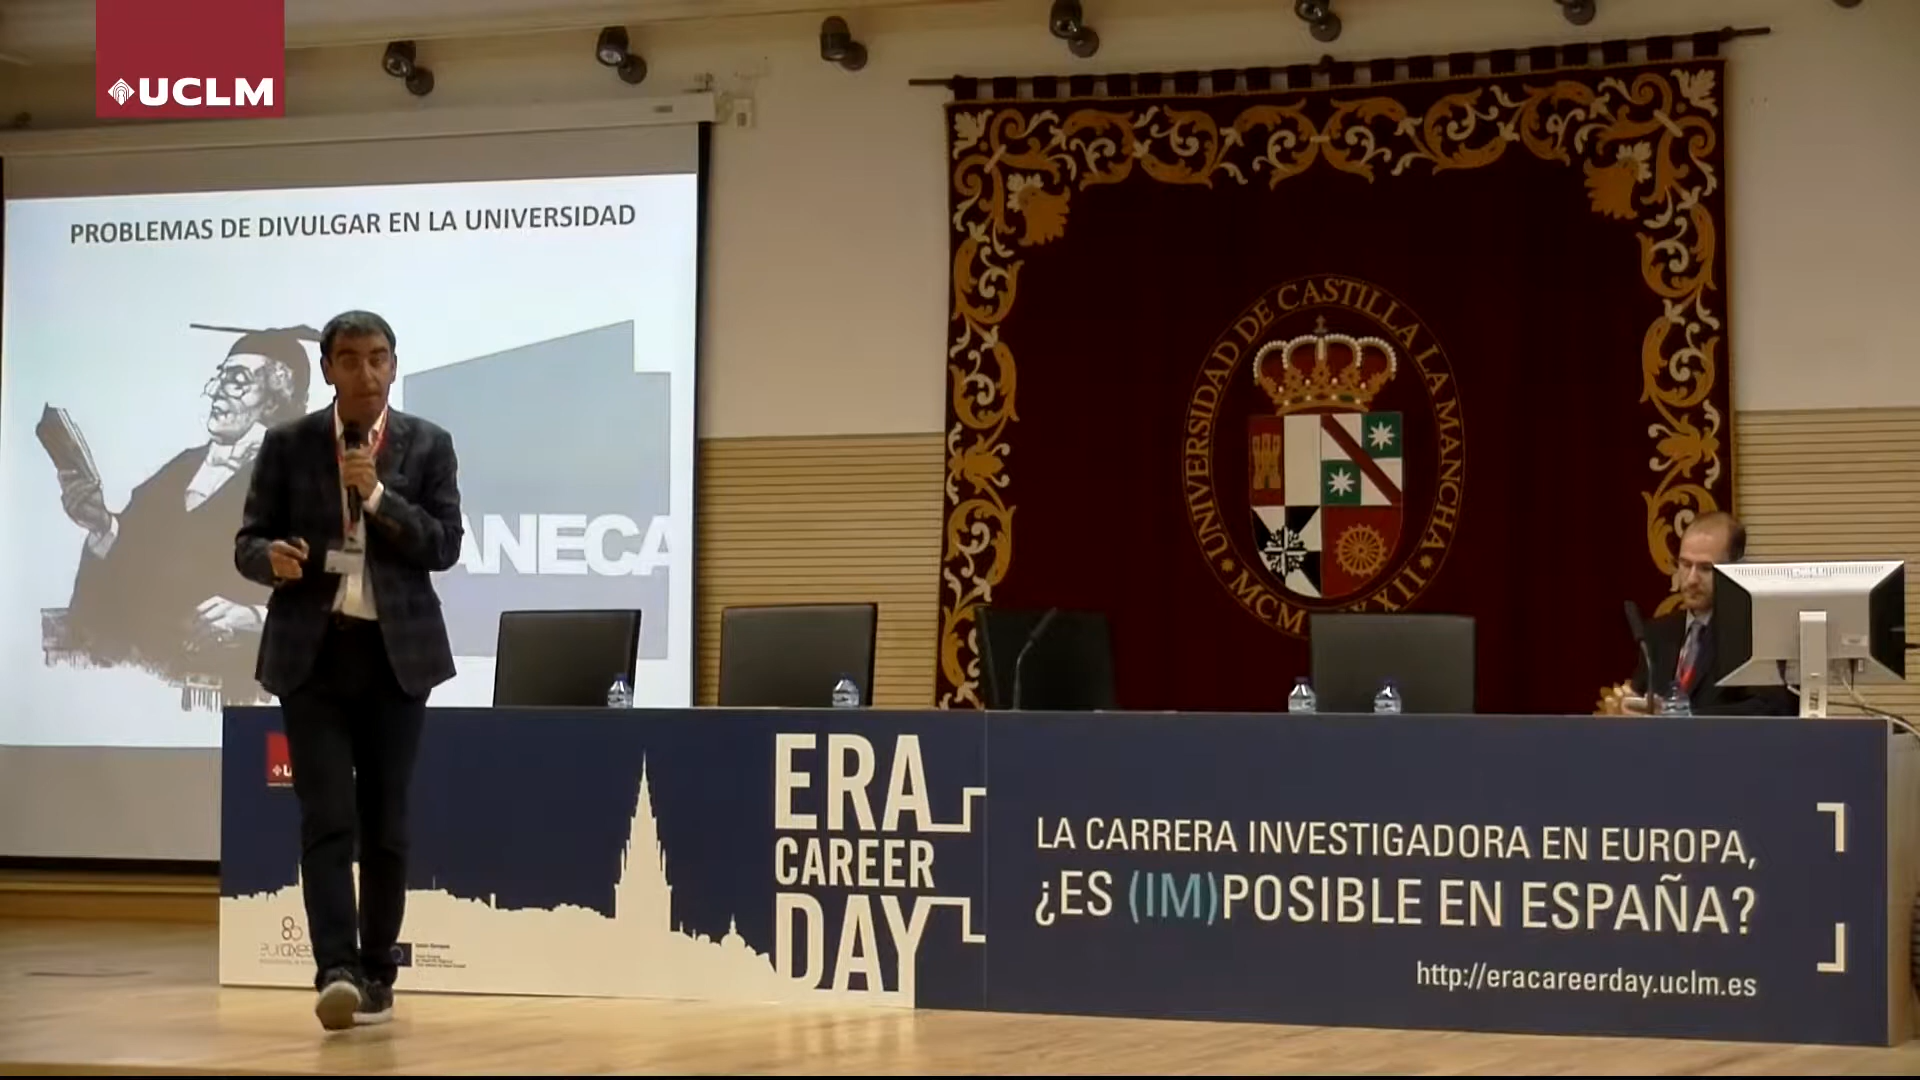 UCLM
PROBLEMAS DE DIVULGAR EN LA UNIVERSIDAD
ANECA
UNIVERSIDAD DE CASTILLA LA MANCHA
ERA
CAREER
DAY
LA CARRERA INVESTIGADORA EN EUROPA,
¿ES (IM)POSIBLE EN ESPAÑA?
http://eracareerday.uclm.es